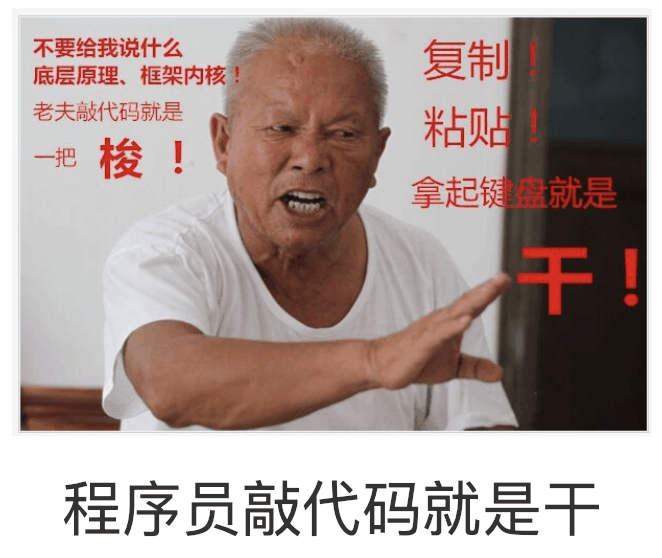 不要给我说什么
底层原理、框架内核！
老夫敲代码就是
一把 梭！
复制！
粘贴！
拿起键盘就是
干！
程序员敲代码就是干